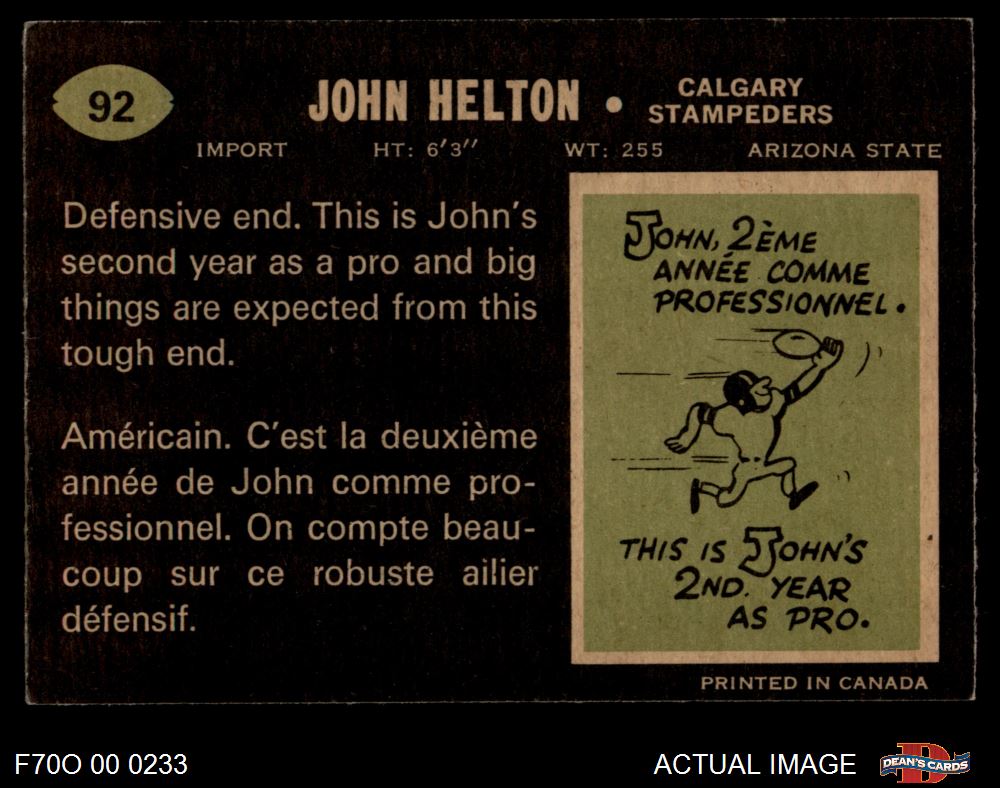 92
JOHN HELTON • CALGARY STAMPEDERS
IMPORT HT: 6'3" WT: 255 ARIZONA STATE
Defensive end. This is John's
second year as a pro and big
things are expected from this
tough end.
Américain. C'est la deuxième
année de John comme pro-
fessionnel. On compte beau-
coup sur ce robuste ailier
défensif.
JOHN, 2ÈME
ANNÉE COMME
PROFESSIONNEL.
THIS IS JOHN'S
2ND. YEAR
AS PRO.
PRINTED IN CANADA
F70O 00 0233
ACTUAL IMAGE
D
DEAN'S CARDS